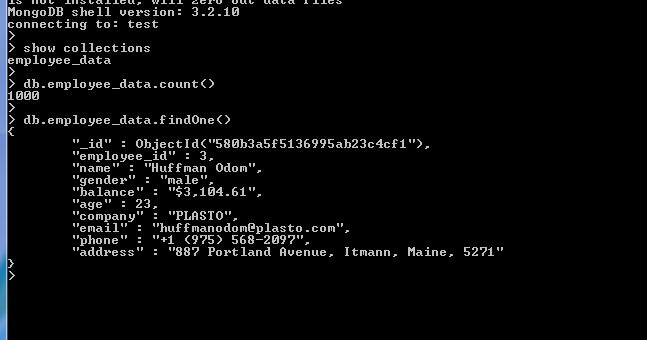 is not installed, will zero out data files
MongoDB shell version: 3.2.10
connecting to: test
>
> show collections
employee_data
>
> db.employee_data.count()
1000
>
> db.employee_data.findOne()
{
"_id" : ObjectId("580b3a5f5136995ab23c4cf1"),
"employee_id" : 3,
"name" : "Huffman Odom",
"gender" : "male",
"balance" : "$3,104.61",
"age" : 23,
"company" : "PLASTO",
"email" : "huffmanodom@plasto.com",
"phone" : "+1 (975) 568-2097",
"address" : "887 Portland Avenue, Itmann, Maine, 5271"
}
>